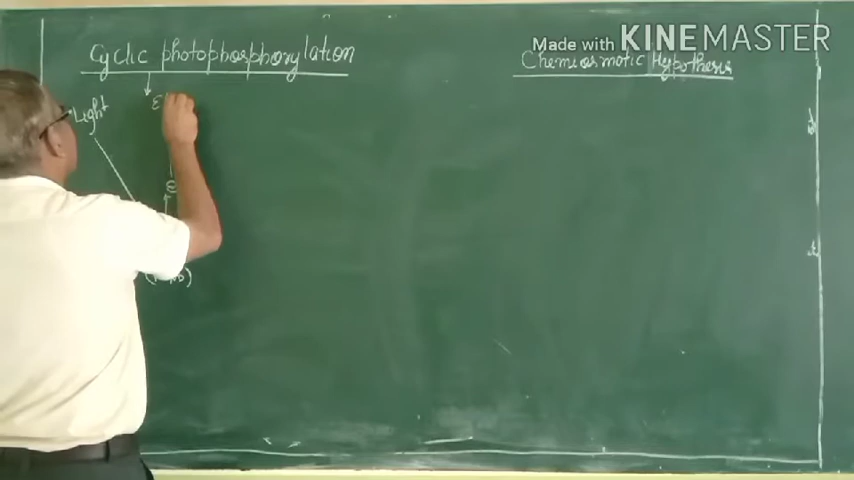 Made with KINEMASTER
Cyclic photophosphorylation
Chemiosmotic Hypothesis
Light